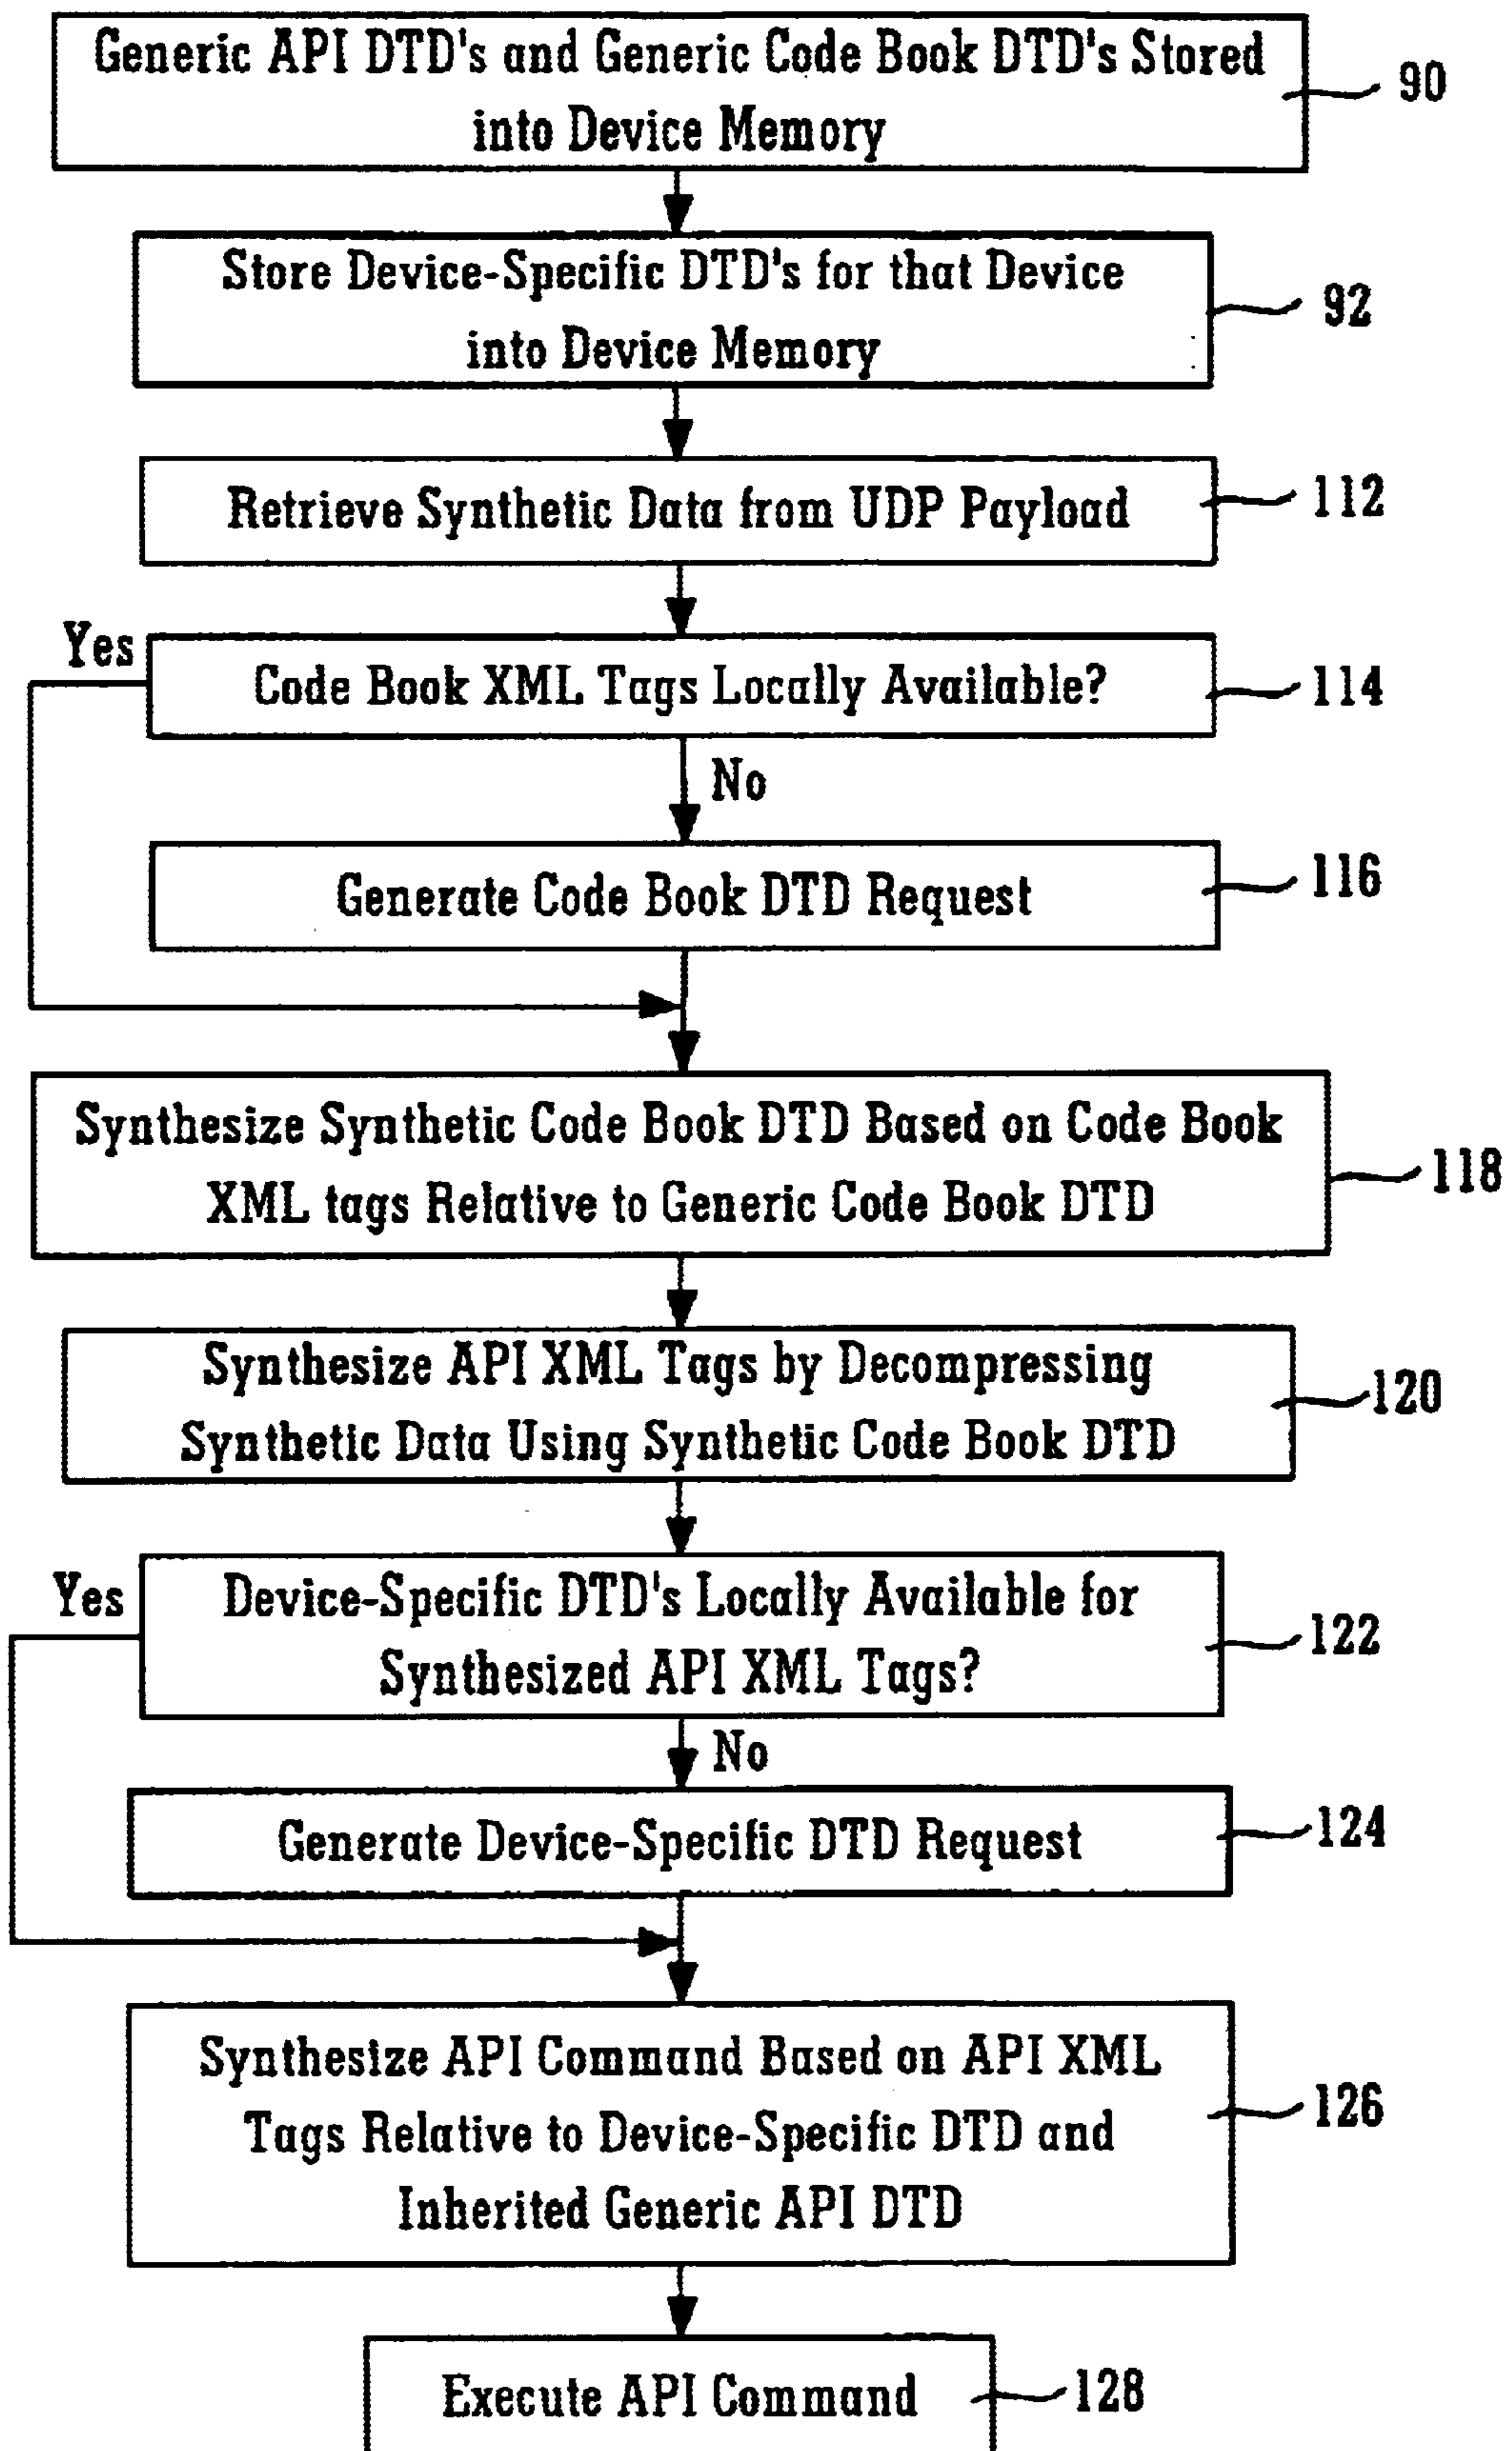 Generic API DTD's and Generic Code Book DTD's Stored
into Device Memory
90
Store Device-Specific DTD's for that Device
into Device Memory
92
Retrieve Synthetic Data from UDP Payload
112
Yes
Code Book XML Tags Locally Available?
114
No
Generate Code Book DTD Request
116
Synthesize Synthetic Code Book DTD Based on Code Book
XML tags Relative to Generic Code Book DTD
118
Synthesize API XML Tags by Decompressing
Synthetic Data Using Synthetic Code Book DTD
120
Yes
Device-Specific DTD's Locally Available for
Synthesized API XML Tags?
122
No
Generate Device-Specific DTD Request
124
Synthesize API Command Based on API XML
Tags Relative to Device-Specific DTD and
Inherited Generic API DTD
126
Execute API Command
128